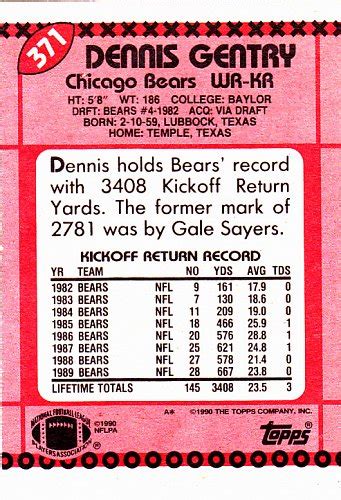 371
DENNIS GENTRY
Chicago Bears WR-KR
HT: 5'8" WT: 186 COLLEGE: BAYLOR
DRFT: BEARS #4-1982 ACQ: VIA DRAFT
BORN: 2-10-59, LUBBOCK, TEXAS
HOME: TEMPLE, TEXAS
Dennis holds Bears' record
with 3408 Kickoff Return
Yards. The former mark of
2781 was by Gale Sayers.
KICKOFF RETURN RECORD
YR TEAM NO YDS AVG TDS
1982 BEARS NFL 9 161 17.9 0
1983 BEARS NFL 7 130 18.6 0
1984 BEARS NFL 11 209 19.0 0
1985 BEARS NFL 18 466 25.9 1
1986 BEARS NFL 20 576 28.8 1
1987 BEARS NFL 25 621 24.8 1
1988 BEARS NFL 27 578 21.4 0
1989 BEARS NFL 28 667 23.8 0
LIFETIME TOTALS 145 3408 23.5 3
A* ©1990 THE TOPPS COMPANY, INC.
NATIONAL FOOTBALL LEAGUE
PLAYERS ASSOCIATION
©1990
NFLPA
TOPPS